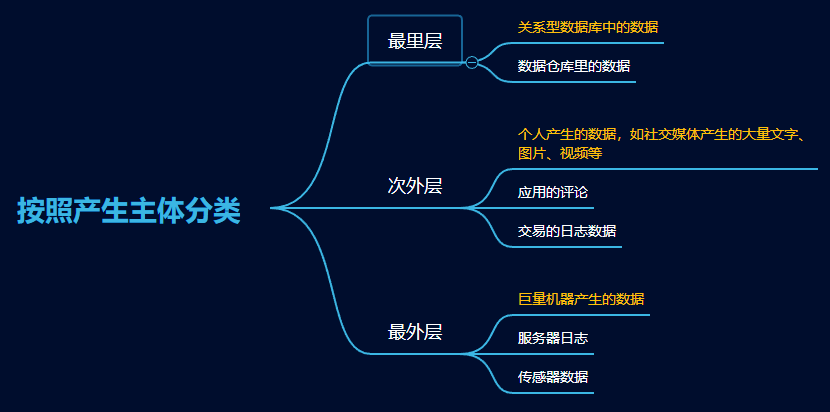 按照产生主体分类
最里层
关系型数据库中的数据
数据仓库里的数据
次外层
个人产生的数据，如社交媒体产生的大量文字、
图片、视频等
应用的评论
交易的日志数据
最外层
巨量机器产生的数据
服务器日志
传感器数据